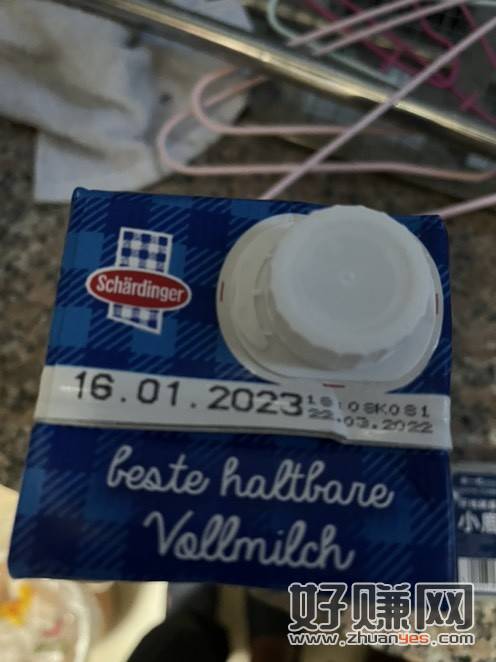 Schärdinger
16.01.2023
22.03.2022
beste haltbare
Vollmilch
好赚网
www.zhuanyes.com